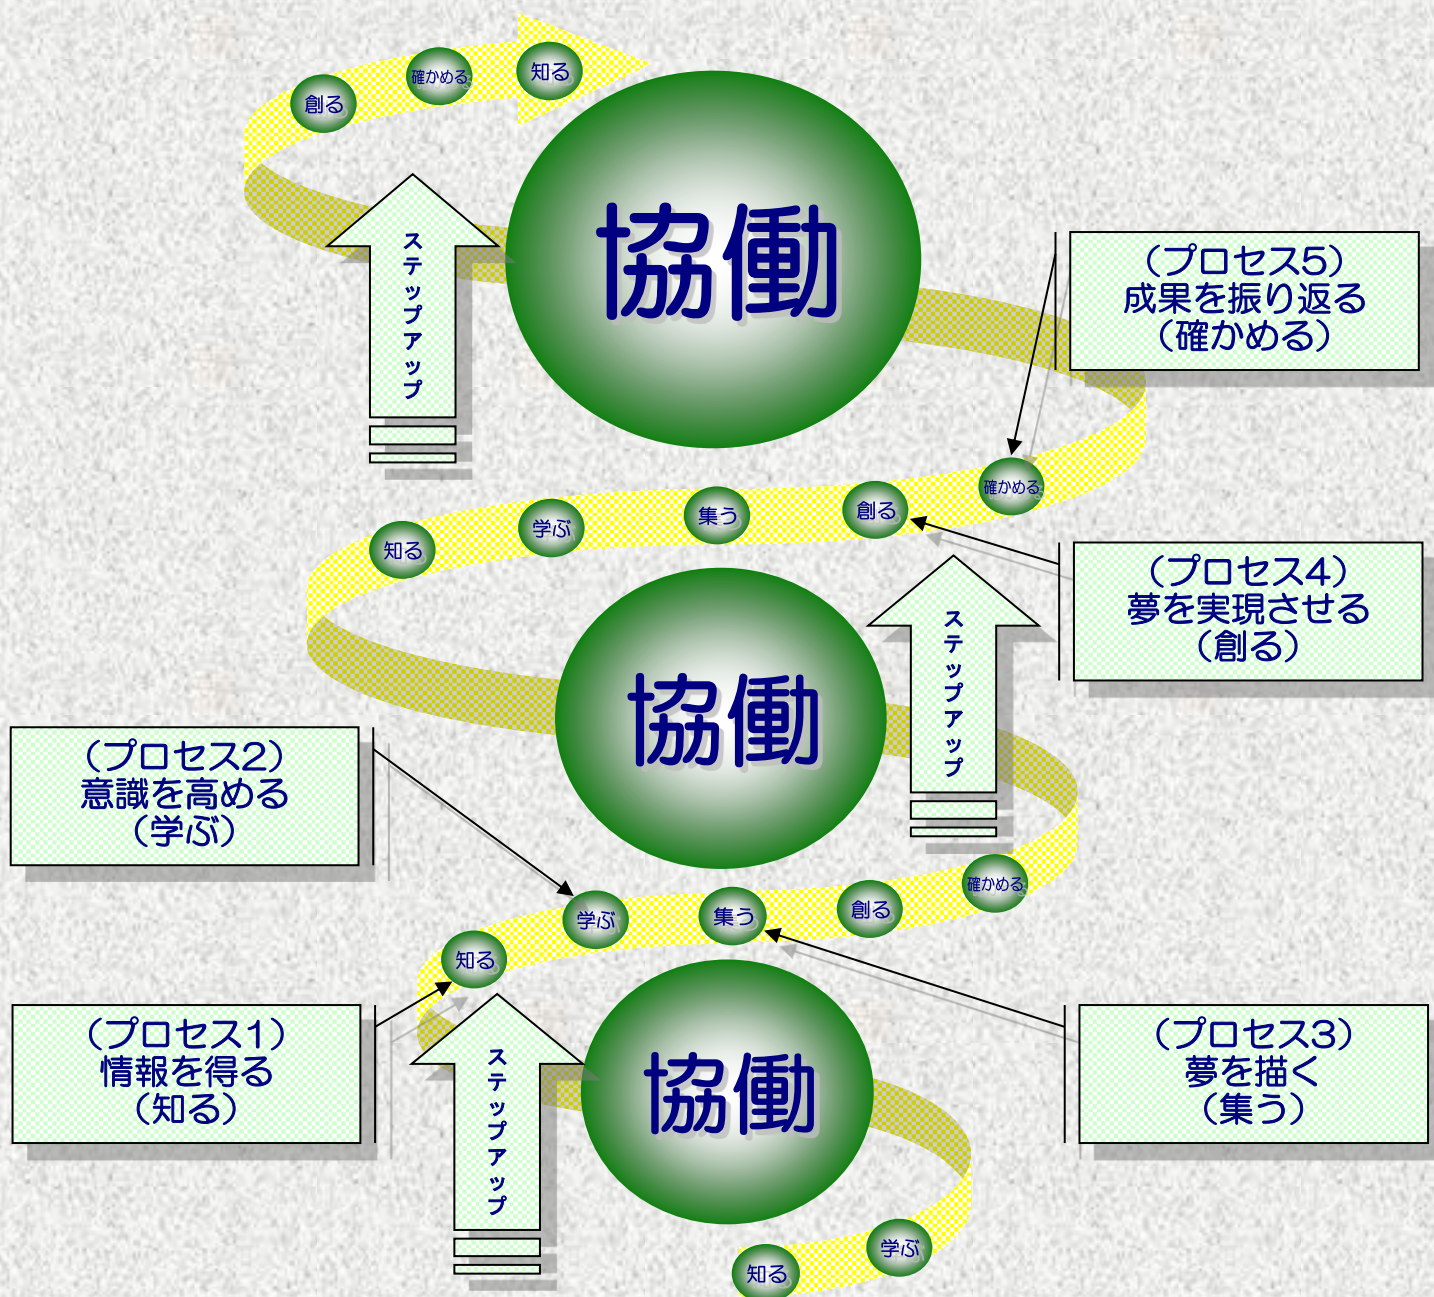 創る
確かめる
知る
協働
ステップアップ
(プロセス5)
成果を振り返る
(確かめる)
知る
学ぶ
集う
創る
確かめる
(プロセス4)
夢を実現させる
(創る)
協働
ステップアップ
(プロセス2)
意識を高める
(学ぶ)
知る
学ぶ
集う
創る
確かめる
(プロセス1)
情報を得る
(知る)
ステップアップ
協働
(プロセス3)
夢を描く
(集う)
知る
学ぶ